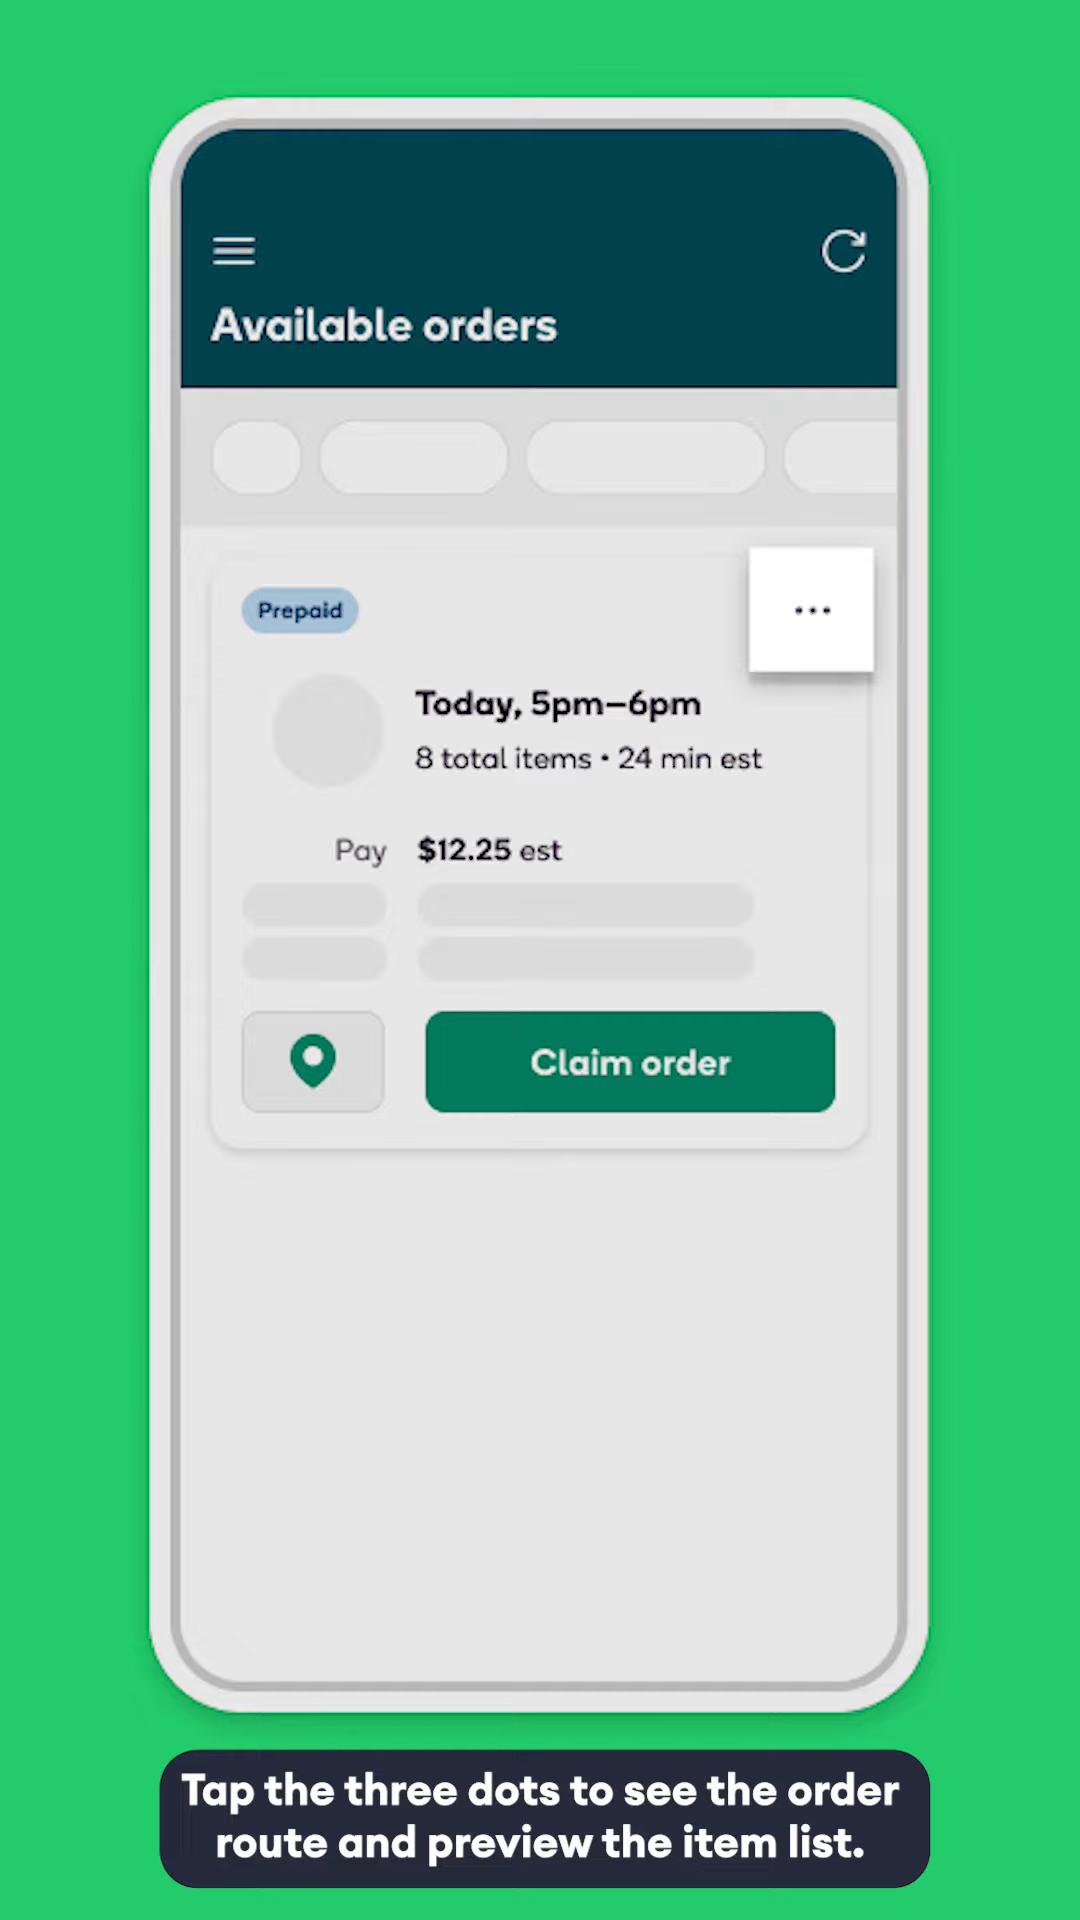 Available orders
Prepaid
Today, 5pm–6pm
8 total items • 24 min est
Pay $12.25 est
Claim order
Tap the three dots to see the order
route and preview the item list.